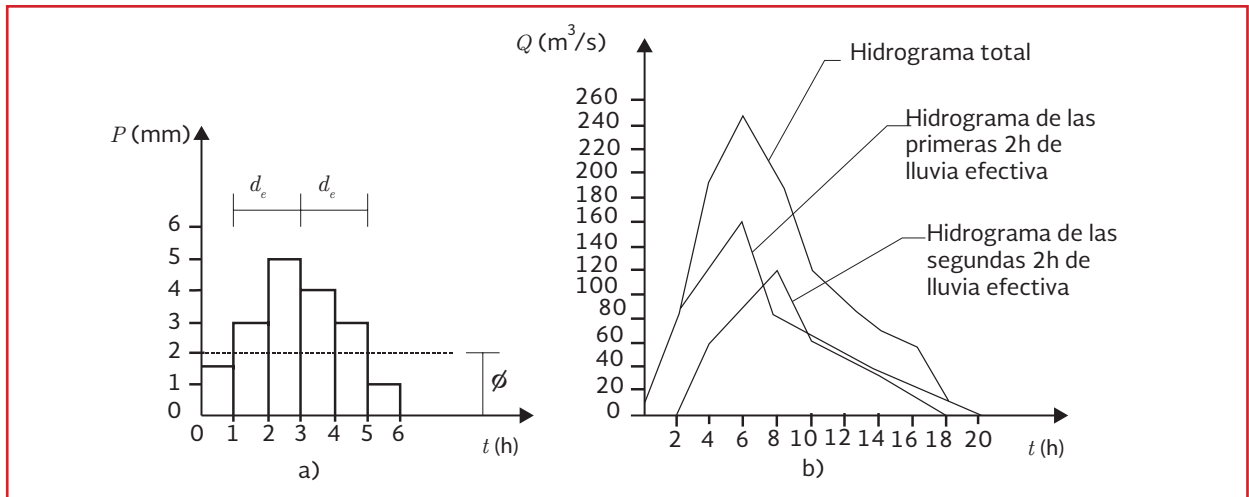 P (mm)
d_e
d_e
6
5
4
3
2
1
0
ø
0 1 2 3 4 5 6
t (h)
a)
Q (m³/s)
260
240
220
200
180
160
140
120
100
80
60
40
20
0
2 4 6 8 10 12 14 16 18 20
t (h)
b)
Hidrograma total
Hidrograma de las
primeras 2h de
lluvia efectiva
Hidrograma de las
segundas 2h de
lluvia efectiva